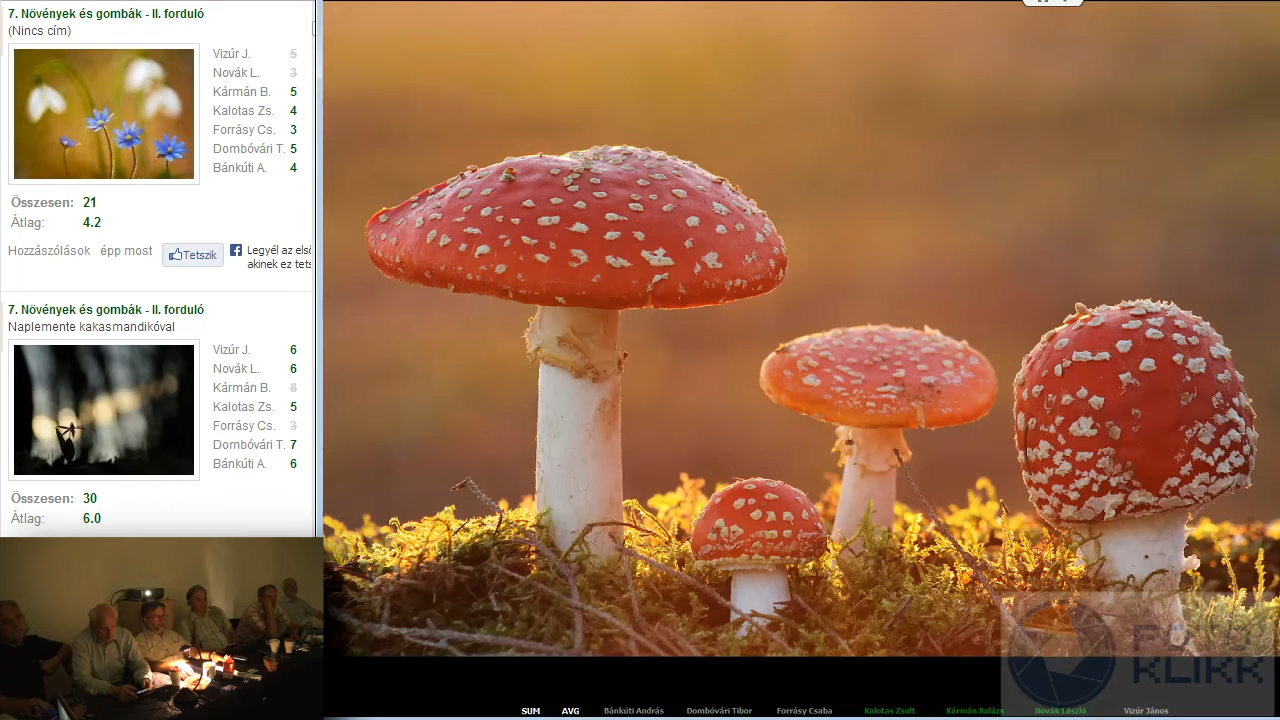 7. Növények és gombák - II. forduló
(Nincs cím)
Vizúr J. 5
Novák L. 3
Kármán B. 5
Kalotas Zs. 4
Forrásy Cs. 3
Dombóvári T. 5
Bánkúti A. 4
Összesen: 21
Átlag: 4.2
Hozzászólások épp most Tetszik Legyél az első
akinek ez tets
7. Növények és gombák - II. forduló
Naplemente kakasmandikóval
Vizúr J. 6
Novák L. 6
Kármán B. 8
Kalotas Zs. 5
Forrásy Cs. 3
Dombóvári T. 7
Bánkúti A. 6
Összesen: 30
Átlag: 6.0
KLIKK
SUM AVG Bánkúti András Dombóvári Tibor Forrásy Csaba Kalotas Zsolt Kármán Balázs Novák László Vizúr János